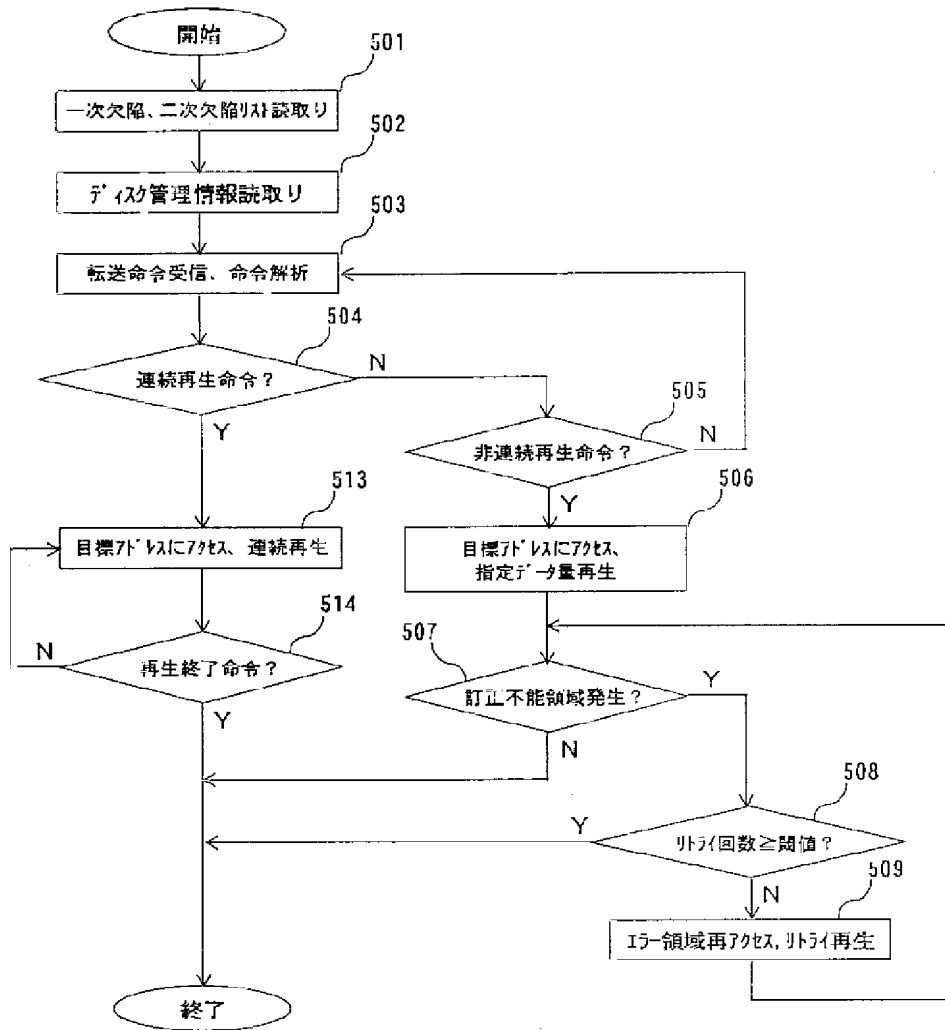 開始
501
一次欠陥、二次欠陥リスト読取り
502
ディスク管理情報読取り
503
転送命令受信、命令解析
504
連続再生命令？
N
Y
505
非連続再生命令？
N
Y
513
目標アドレスにアクセス、連続再生
506
目標アドレスにアクセス、
指定データ量再生
514
再生終了命令？
N
Y
507
訂正不能領域発生？
Y
N
508
リトライ回数≧閾値？
Y
N
509
エラー領域再アクセス,リトライ再生
終了